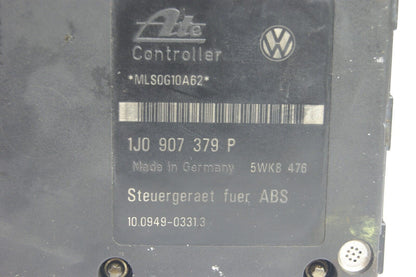 Ate
Controller
*MLS0G10A62*
1J0 907 379 P
Made in Germany 5WK8 476
Steuergeraet fuer ABS
10.0949-0331.3